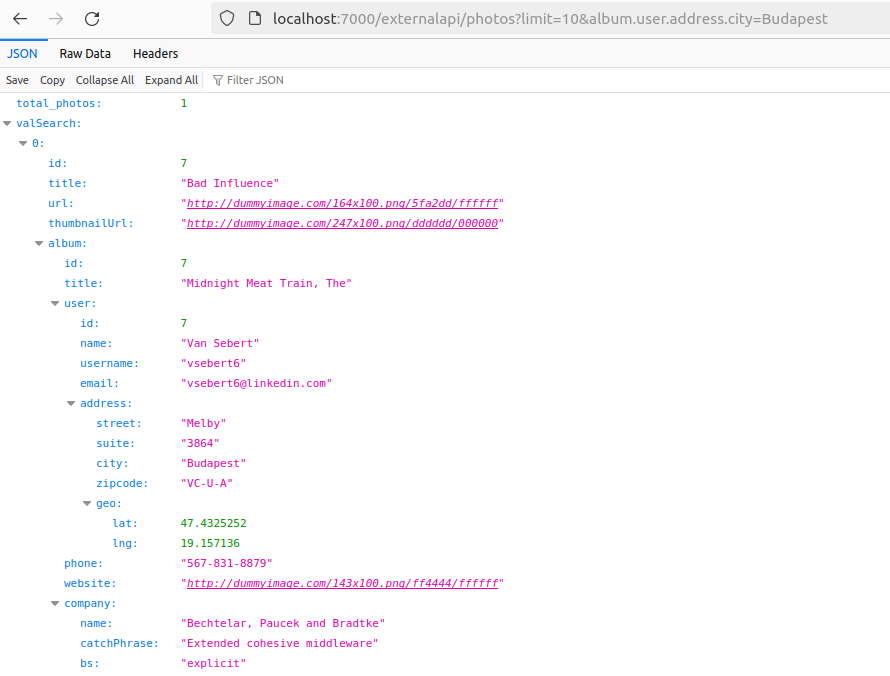 localhost:7000/externalapi/photos?limit=10&album.user.address.city=Budapest
JSON Raw Data Headers
Save Copy Collapse All Expand All Filter JSON
total_photos: 1
valSearch:
0:
id: 7
title: "Bad Influence"
url: "http://dummyimage.com/164x100.png/5fa2dd/ffffff"
thumbnailUrl: "http://dummyimage.com/247x100.png/dddddd/000000"
album:
id: 7
title: "Midnight Meat Train, The"
user:
id: 7
name: "Van Sebert"
username: "vsebert6"
email: "vsebert6@linkedin.com"
address:
street: "Melby"
suite: "3864"
city: "Budapest"
zipcode: "VC-U-A"
geo:
lat: 47.4325252
lng: 19.157136
phone: "567-831-8879"
website: "http://dummyimage.com/143x100.png/ff4444/ffffff"
company:
name: "Bechtelar, Paucek and Bradtke"
catchPhrase: "Extended cohesive middleware"
bs: "explicit"